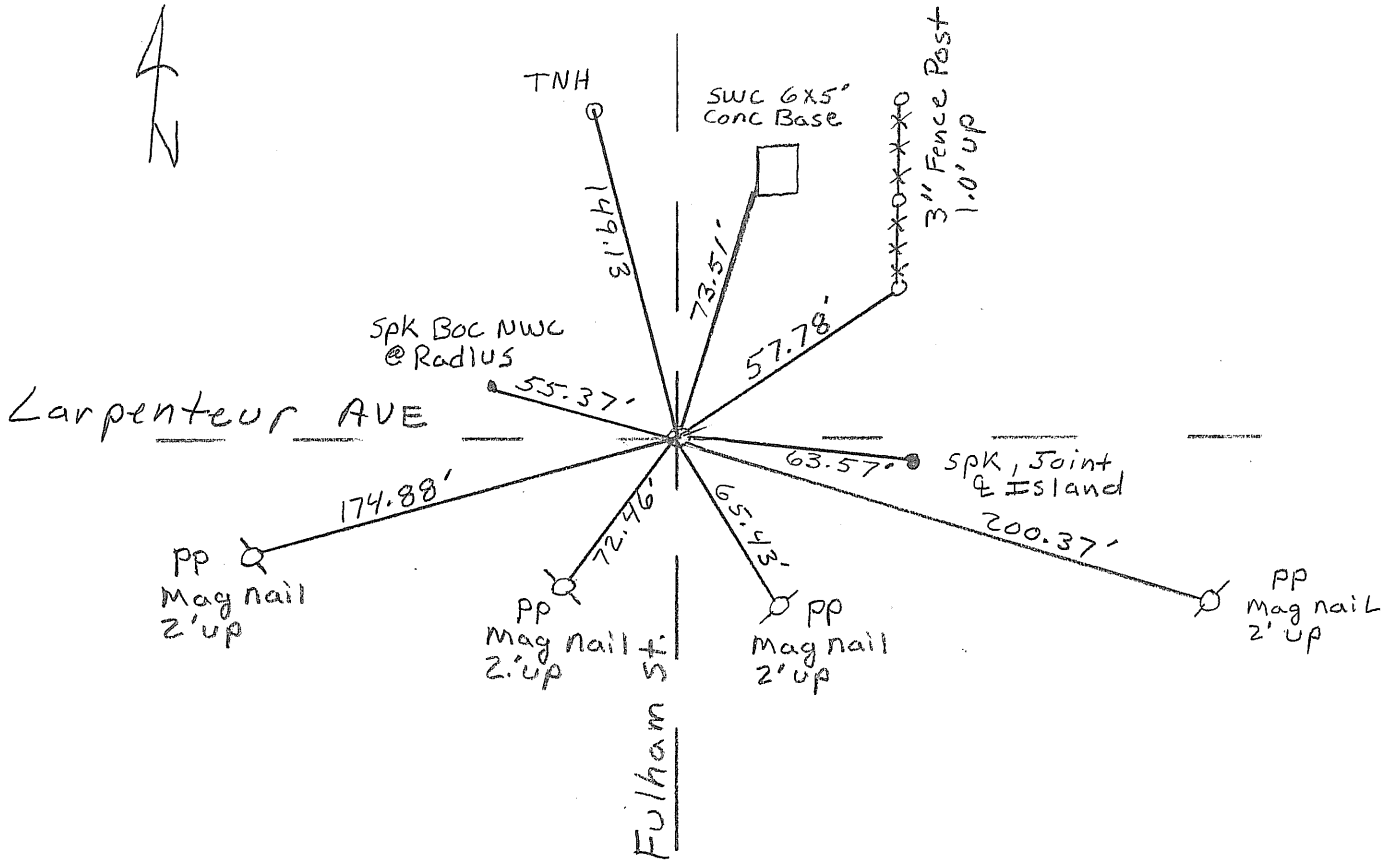 N
TNH
SWC 6X5'
Conc Base
3" Fence Post
1.0' up
149.13
73.51'
57.78'
Spk Boc NWC
@ Radius
55.37'
Larpenteur AVE
63.57'
Spk, Joint
℄ Island
174.88'
72.46'
65.43'
200.37'
PP
Mag nail
2' up
PP
Mag nail
2.' up
PP
Mag nail
2' up
PP
Mag nail
2' up
Fulham St.